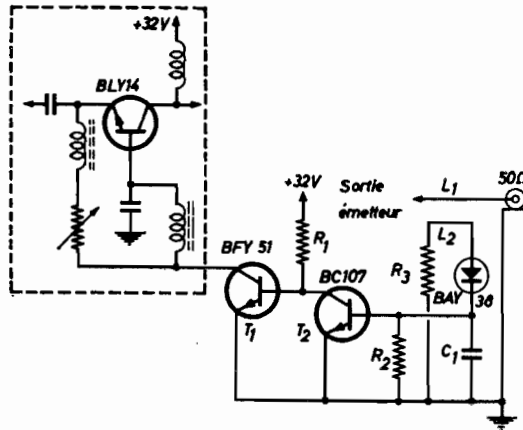 +32V
BLY14
+32V
Sortie
émetteur
L1
50Ω
R1
L2
BFY 51
BC107
R3
BAY
38
T1
T2
R2
C1